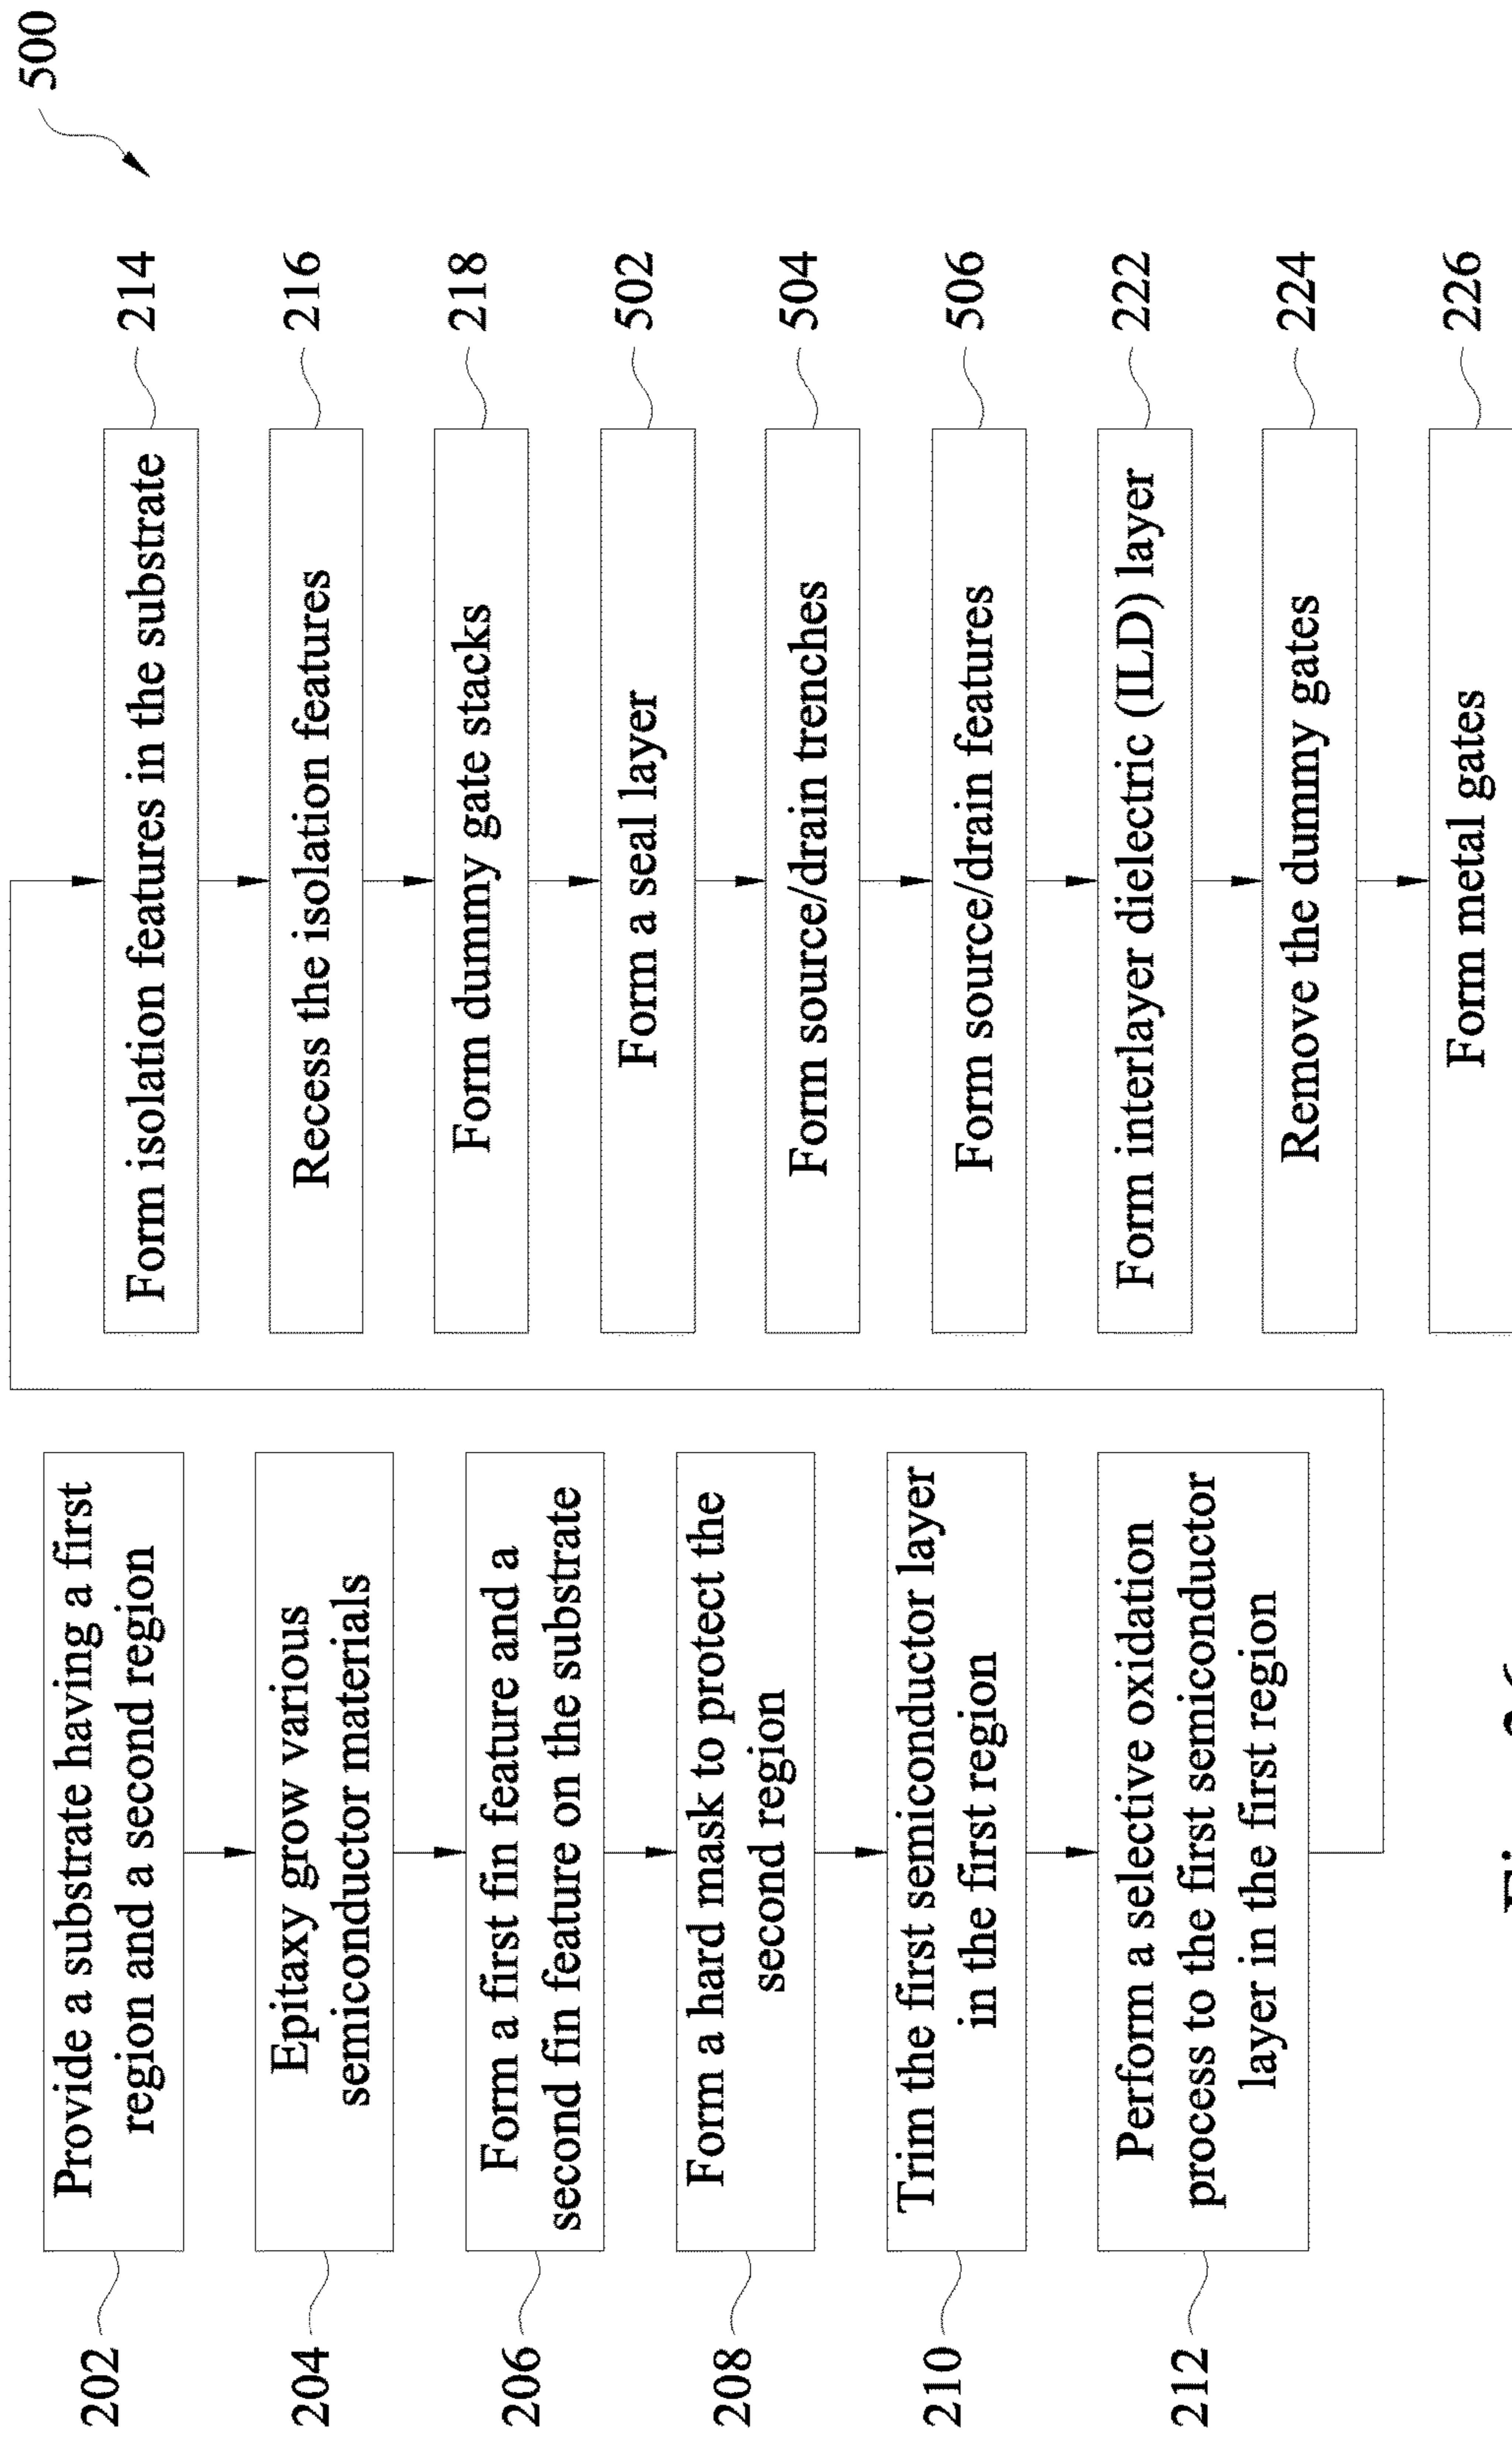 500
202
Provide a substrate having a first
region and a second region
204
Epitaxy grow various
semiconductor materials
206
Form a first fin feature and a
second fin feature on the substrate
208
Form a hard mask to protect the
second region
210
Trim the first semiconductor layer
in the first region
212
Perform a selective oxidation
process to the first semiconductor
layer in the first region
Form isolation features in the substrate
214
Recess the isolation features
216
Form dummy gate stacks
218
Form a seal layer
502
Form source/drain trenches
504
Form source/drain features
506
Form interlayer dielectric (ILD) layer
222
Remove the dummy gates
224
Form metal gates
226